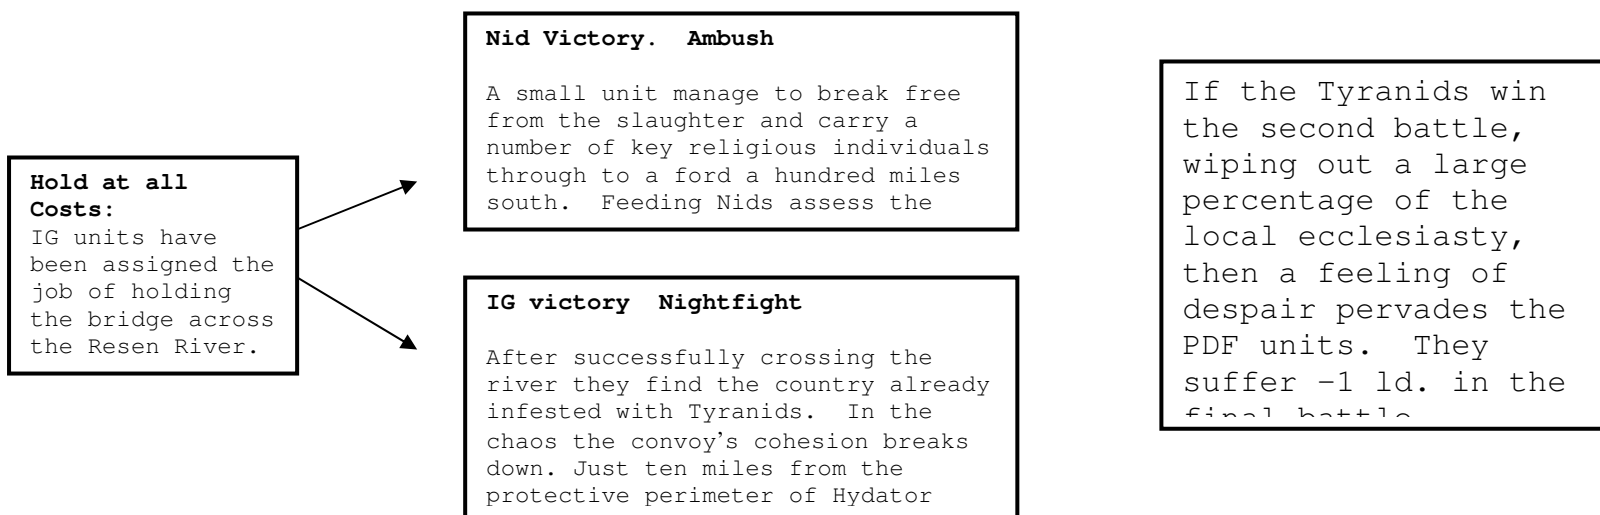 Hold at all
Costs:
IG units have
been assigned the
job of holding
the bridge across
the Resen River.
Nid Victory.  Ambush
A small unit manage to break free
from the slaughter and carry a
number of key religious individuals
through to a ford a hundred miles
south.  Feeding Nids assess the
IG victory  Nightfight
After successfully crossing the
river they find the country already
infested with Tyranids.  In the
chaos the convoy’s cohesion breaks
down. Just ten miles from the
protective perimeter of Hydator
If the Tyranids win
the second battle,
wiping out a large
percentage of the
local ecclesiasty,
then a feeling of
despair pervades the
PDF units.  They
suffer –1 ld. in the
final battle